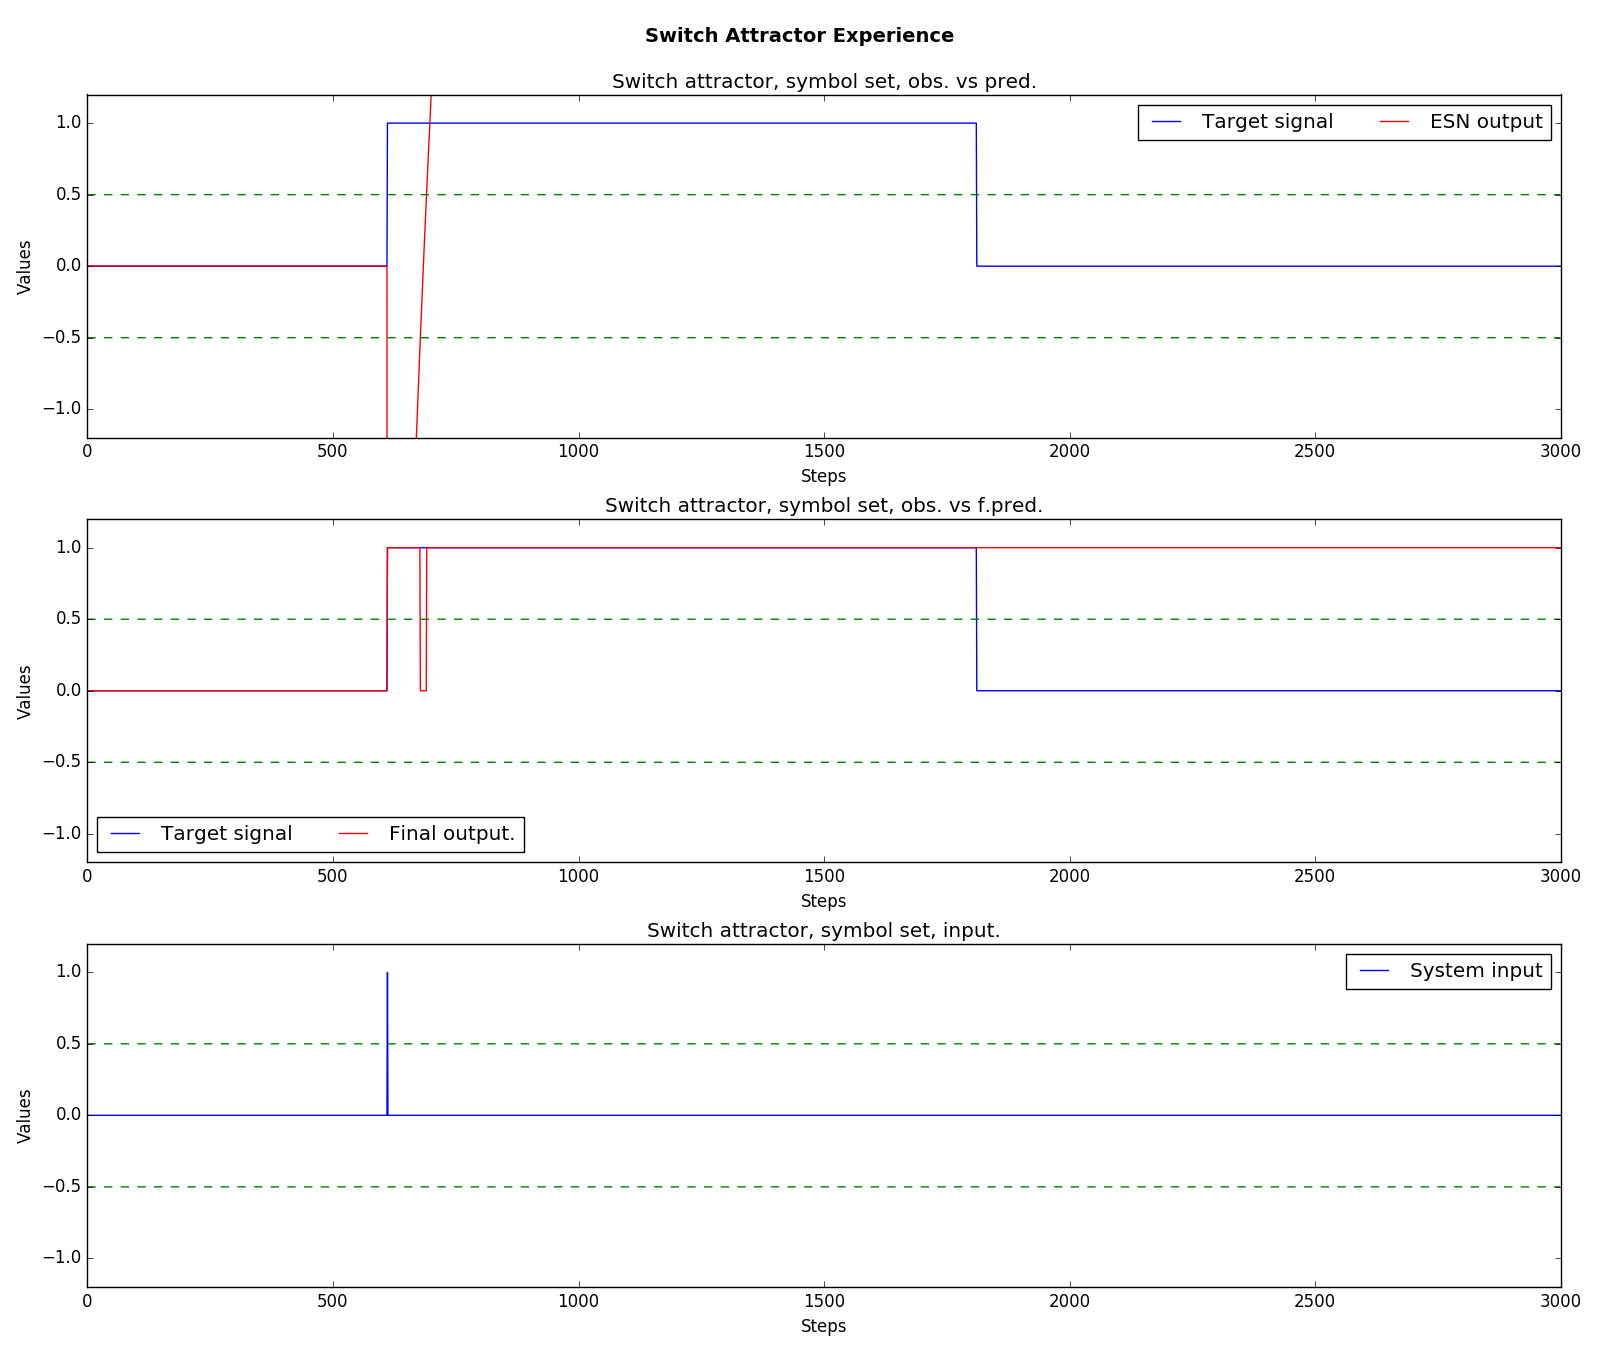 Switch Attractor Experience
Switch attractor, symbol set, obs. vs pred.
Target signal ESN output
1.0
0.5
0.0
−0.5
−1.0
Values
0 500 1000 1500 2000 2500 3000
Steps
Switch attractor, symbol set, obs. vs f.pred.
1.0
0.5
0.0
−0.5
−1.0
Values
Target signal Final output.
0 500 1000 1500 2000 2500 3000
Steps
Switch attractor, symbol set, input.
System input
1.0
0.5
0.0
−0.5
−1.0
Values
0 500 1000 1500 2000 2500 3000
Steps